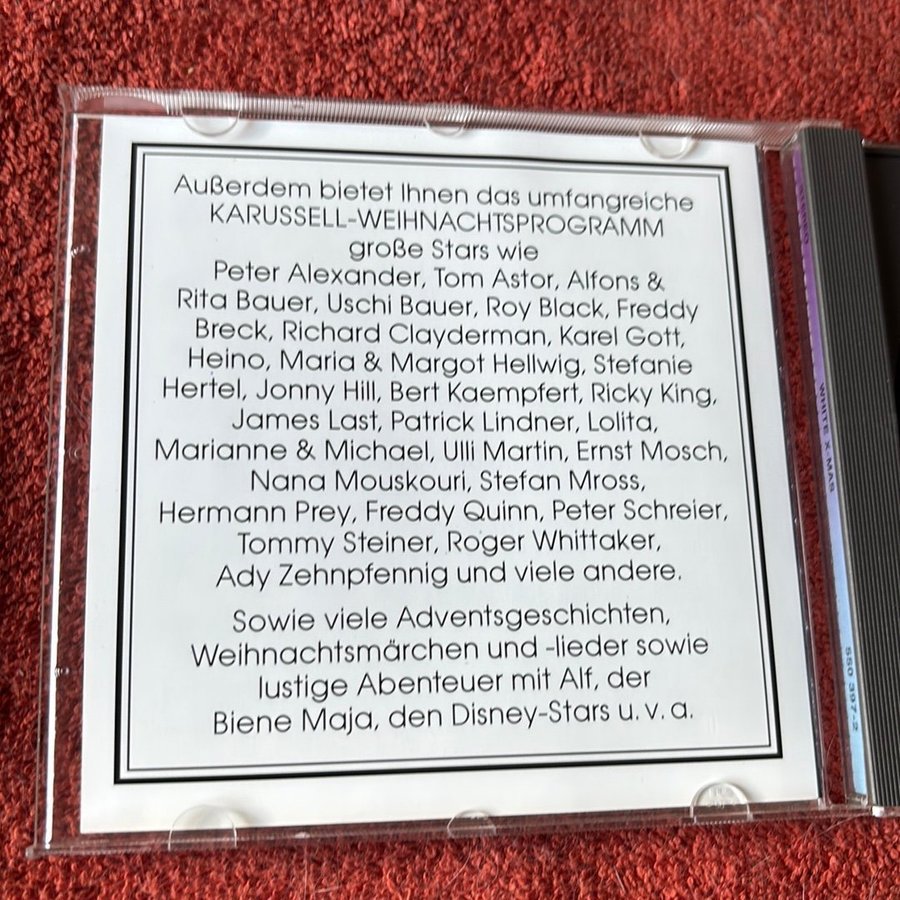 Außerdem bietet Ihnen das umfangreiche
KARUSSELL-WEIHNACHTSPROGRAMM
große Stars wie
Peter Alexander, Tom Astor, Alfons &
Rita Bauer, Uschi Bauer, Roy Black, Freddy
Breck, Richard Clayderman, Karel Gott,
Heino, Maria & Margot Hellwig, Stefanie
Hertel, Jonny Hill, Bert Kaempfert, Ricky King,
James Last, Patrick Lindner, Lolita,
Marianne & Michael, Ulli Martin, Ernst Mosch,
Nana Mouskouri, Stefan Mross,
Hermann Prey, Freddy Quinn, Peter Schreier,
Tommy Steiner, Roger Whittaker,
Ady Zehnpfennig und viele andere.
Sowie viele Adventsgeschichten,
Weihnachtsmärchen und -lieder sowie
lustige Abenteuer mit Alf, der
Biene Maja, den Disney-Stars u. v. a.
WHITE X-MAS
550 397-2